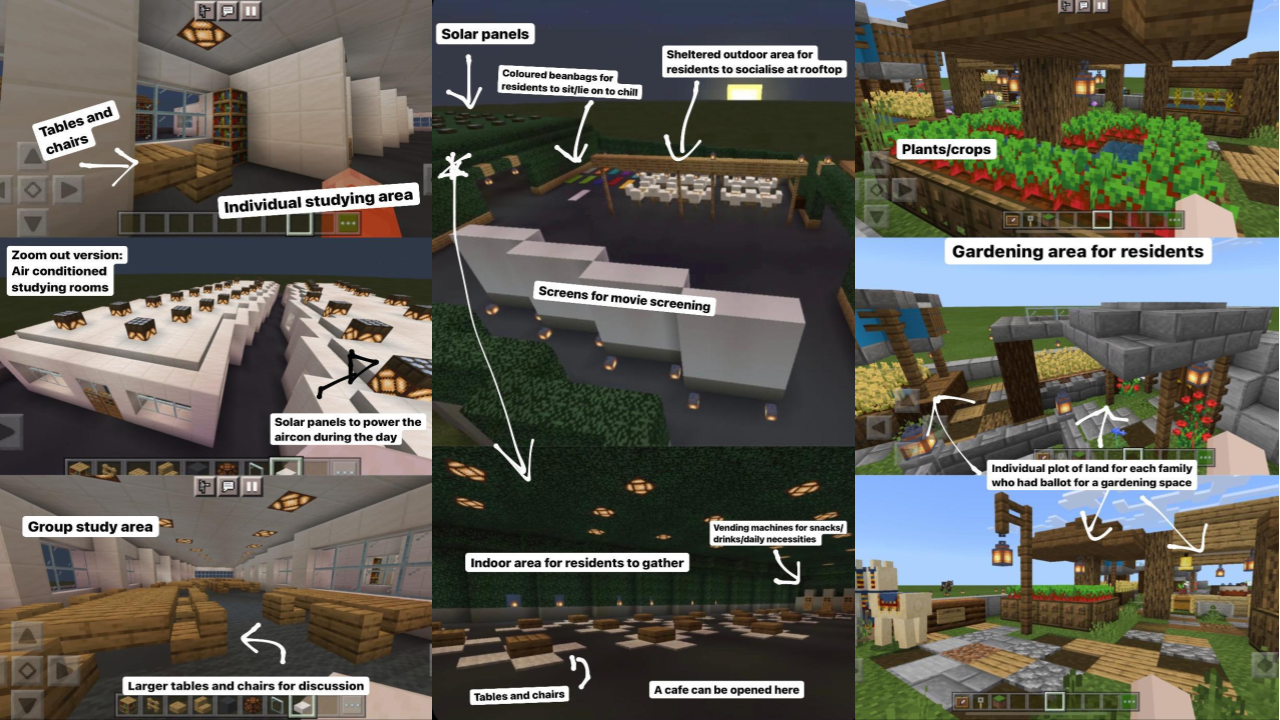 Tables and
chairs
Individual studying area
Zoom out version:
Air conditioned
studying rooms
Solar panels to power the
aircon during the day
Group study area
Larger tables and chairs for discussion
Solar panels
Coloured beanbags for
residents to sit/lie on to chill
Sheltered outdoor area for
residents to socialise at rooftop
Screens for movie screening
Indoor area for residents to gather
Vending machines for snacks/
drinks/daily necessities
Tables and chairs
A cafe can be opened here
Plants/crops
Gardening area for residents
Individual plot of land for each family
who had ballot for a gardening space